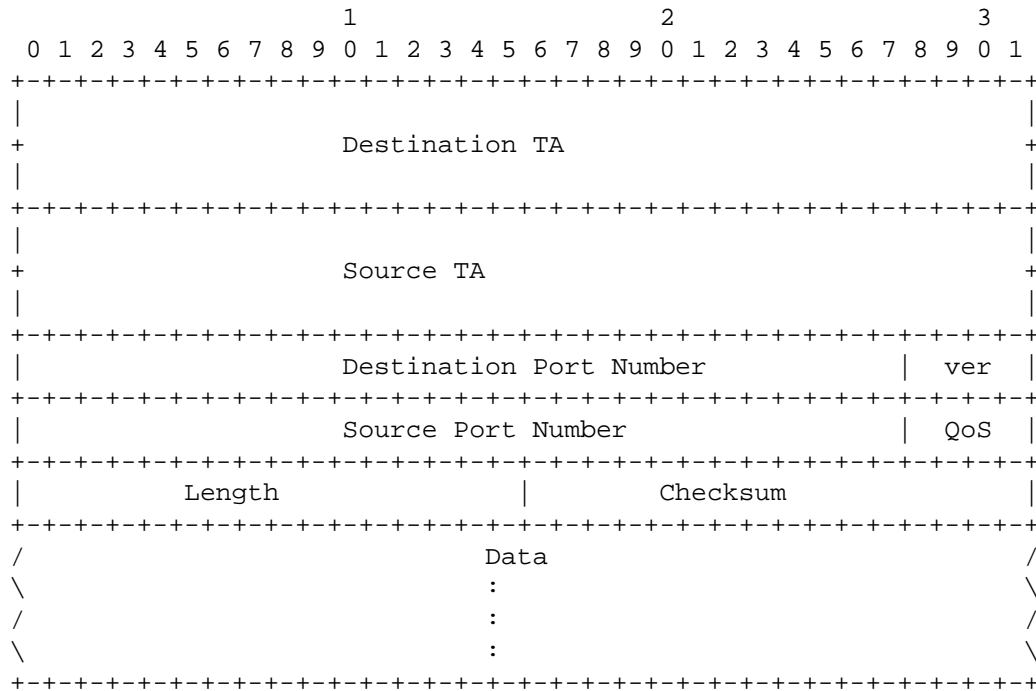 1                   2                   3
 0 1 2 3 4 5 6 7 8 9 0 1 2 3 4 5 6 7 8 9 0 1 2 3 4 5 6 7 8 9 0 1
+-+-+-+-+-+-+-+-+-+-+-+-+-+-+-+-+-+-+-+-+-+-+-+-+-+-+-+-+-+-+-+-+
|                                                               |
+                    Destination TA                             +
|                                                               |
+-+-+-+-+-+-+-+-+-+-+-+-+-+-+-+-+-+-+-+-+-+-+-+-+-+-+-+-+-+-+-+-+
|                                                               |
+                    Source TA                                  +
|                                                               |
+-+-+-+-+-+-+-+-+-+-+-+-+-+-+-+-+-+-+-+-+-+-+-+-+-+-+-+-+-+-+-+-+
|                    Destination Port Number            |  ver  |
+-+-+-+-+-+-+-+-+-+-+-+-+-+-+-+-+-+-+-+-+-+-+-+-+-+-+-+-+-+-+-+-+
|                    Source Port Number                 |  QoS  |
+-+-+-+-+-+-+-+-+-+-+-+-+-+-+-+-+-+-+-+-+-+-+-+-+-+-+-+-+-+-+-+-+
|          Length               |        Checksum               |
+-+-+-+-+-+-+-+-+-+-+-+-+-+-+-+-+-+-+-+-+-+-+-+-+-+-+-+-+-+-+-+-+
/                             Data                              /
\                             :                                 \
/                             :                                 /
\                             :                                 \
+-+-+-+-+-+-+-+-+-+-+-+-+-+-+-+-+-+-+-+-+-+-+-+-+-+-+-+-+-+-+-+-+